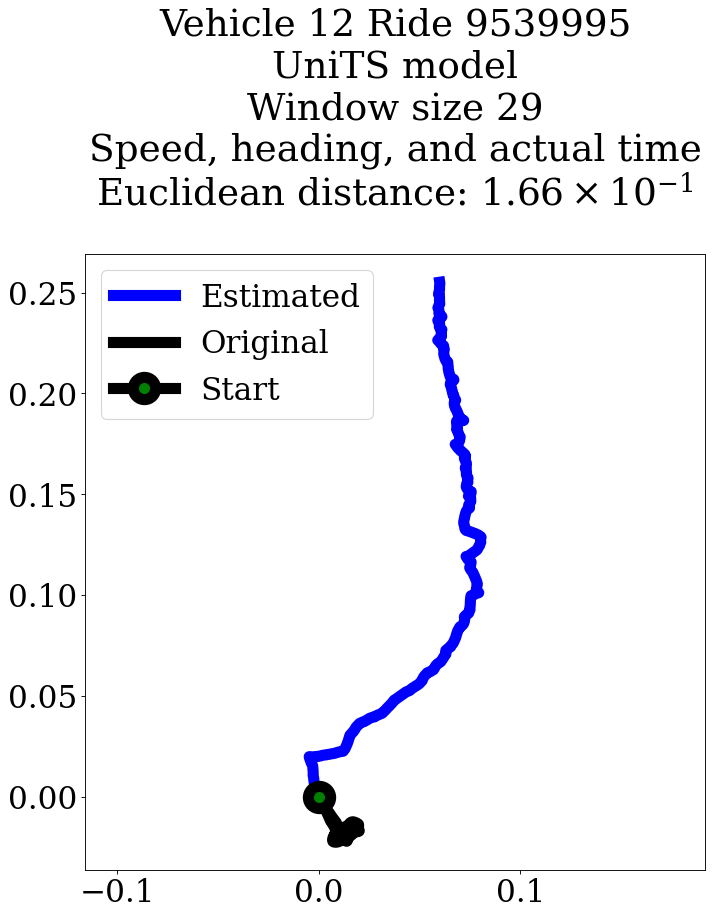 Vehicle 12 Ride 9539995
UniTS model
Window size 29
Speed, heading, and actual time
Euclidean distance: 1.66 × 10⁻¹
Estimated
Original
Start
0.25
0.20
0.15
0.10
0.05
0.00
−0.1
0.0
0.1